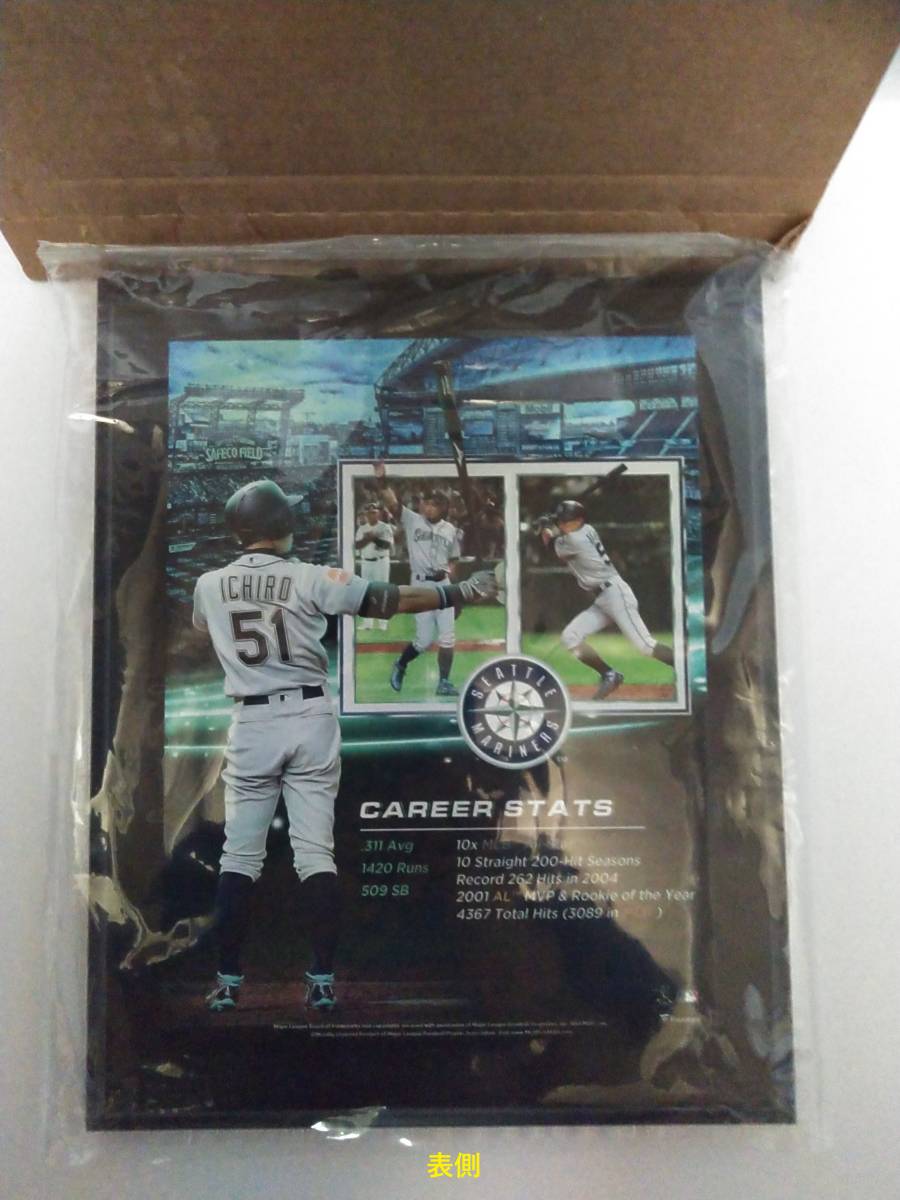 SAFECO FIELD
ICHIRO
51
SEATTLE
MARINERS
CAREER STATS
.311 Avg
1420 Runs
509 SB
10x MLB
10 Straight 200-Hit Seasons
Record 262 Hits in 2004
2001 AL™ MVP & Rookie of the Year
4367 Total Hits (3089 in )
表側